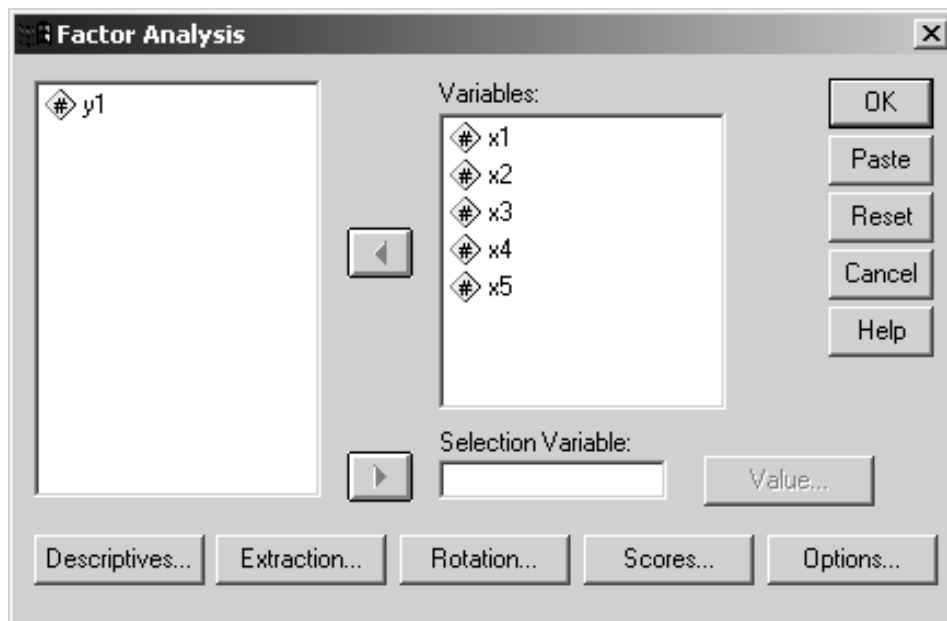 Factor Analysis
y1
Variables:
x1
x2
x3
x4
x5
OK
Paste
Reset
Cancel
Help
Selection Variable:
Value...
Descriptives...
Extraction...
Rotation...
Scores...
Options...